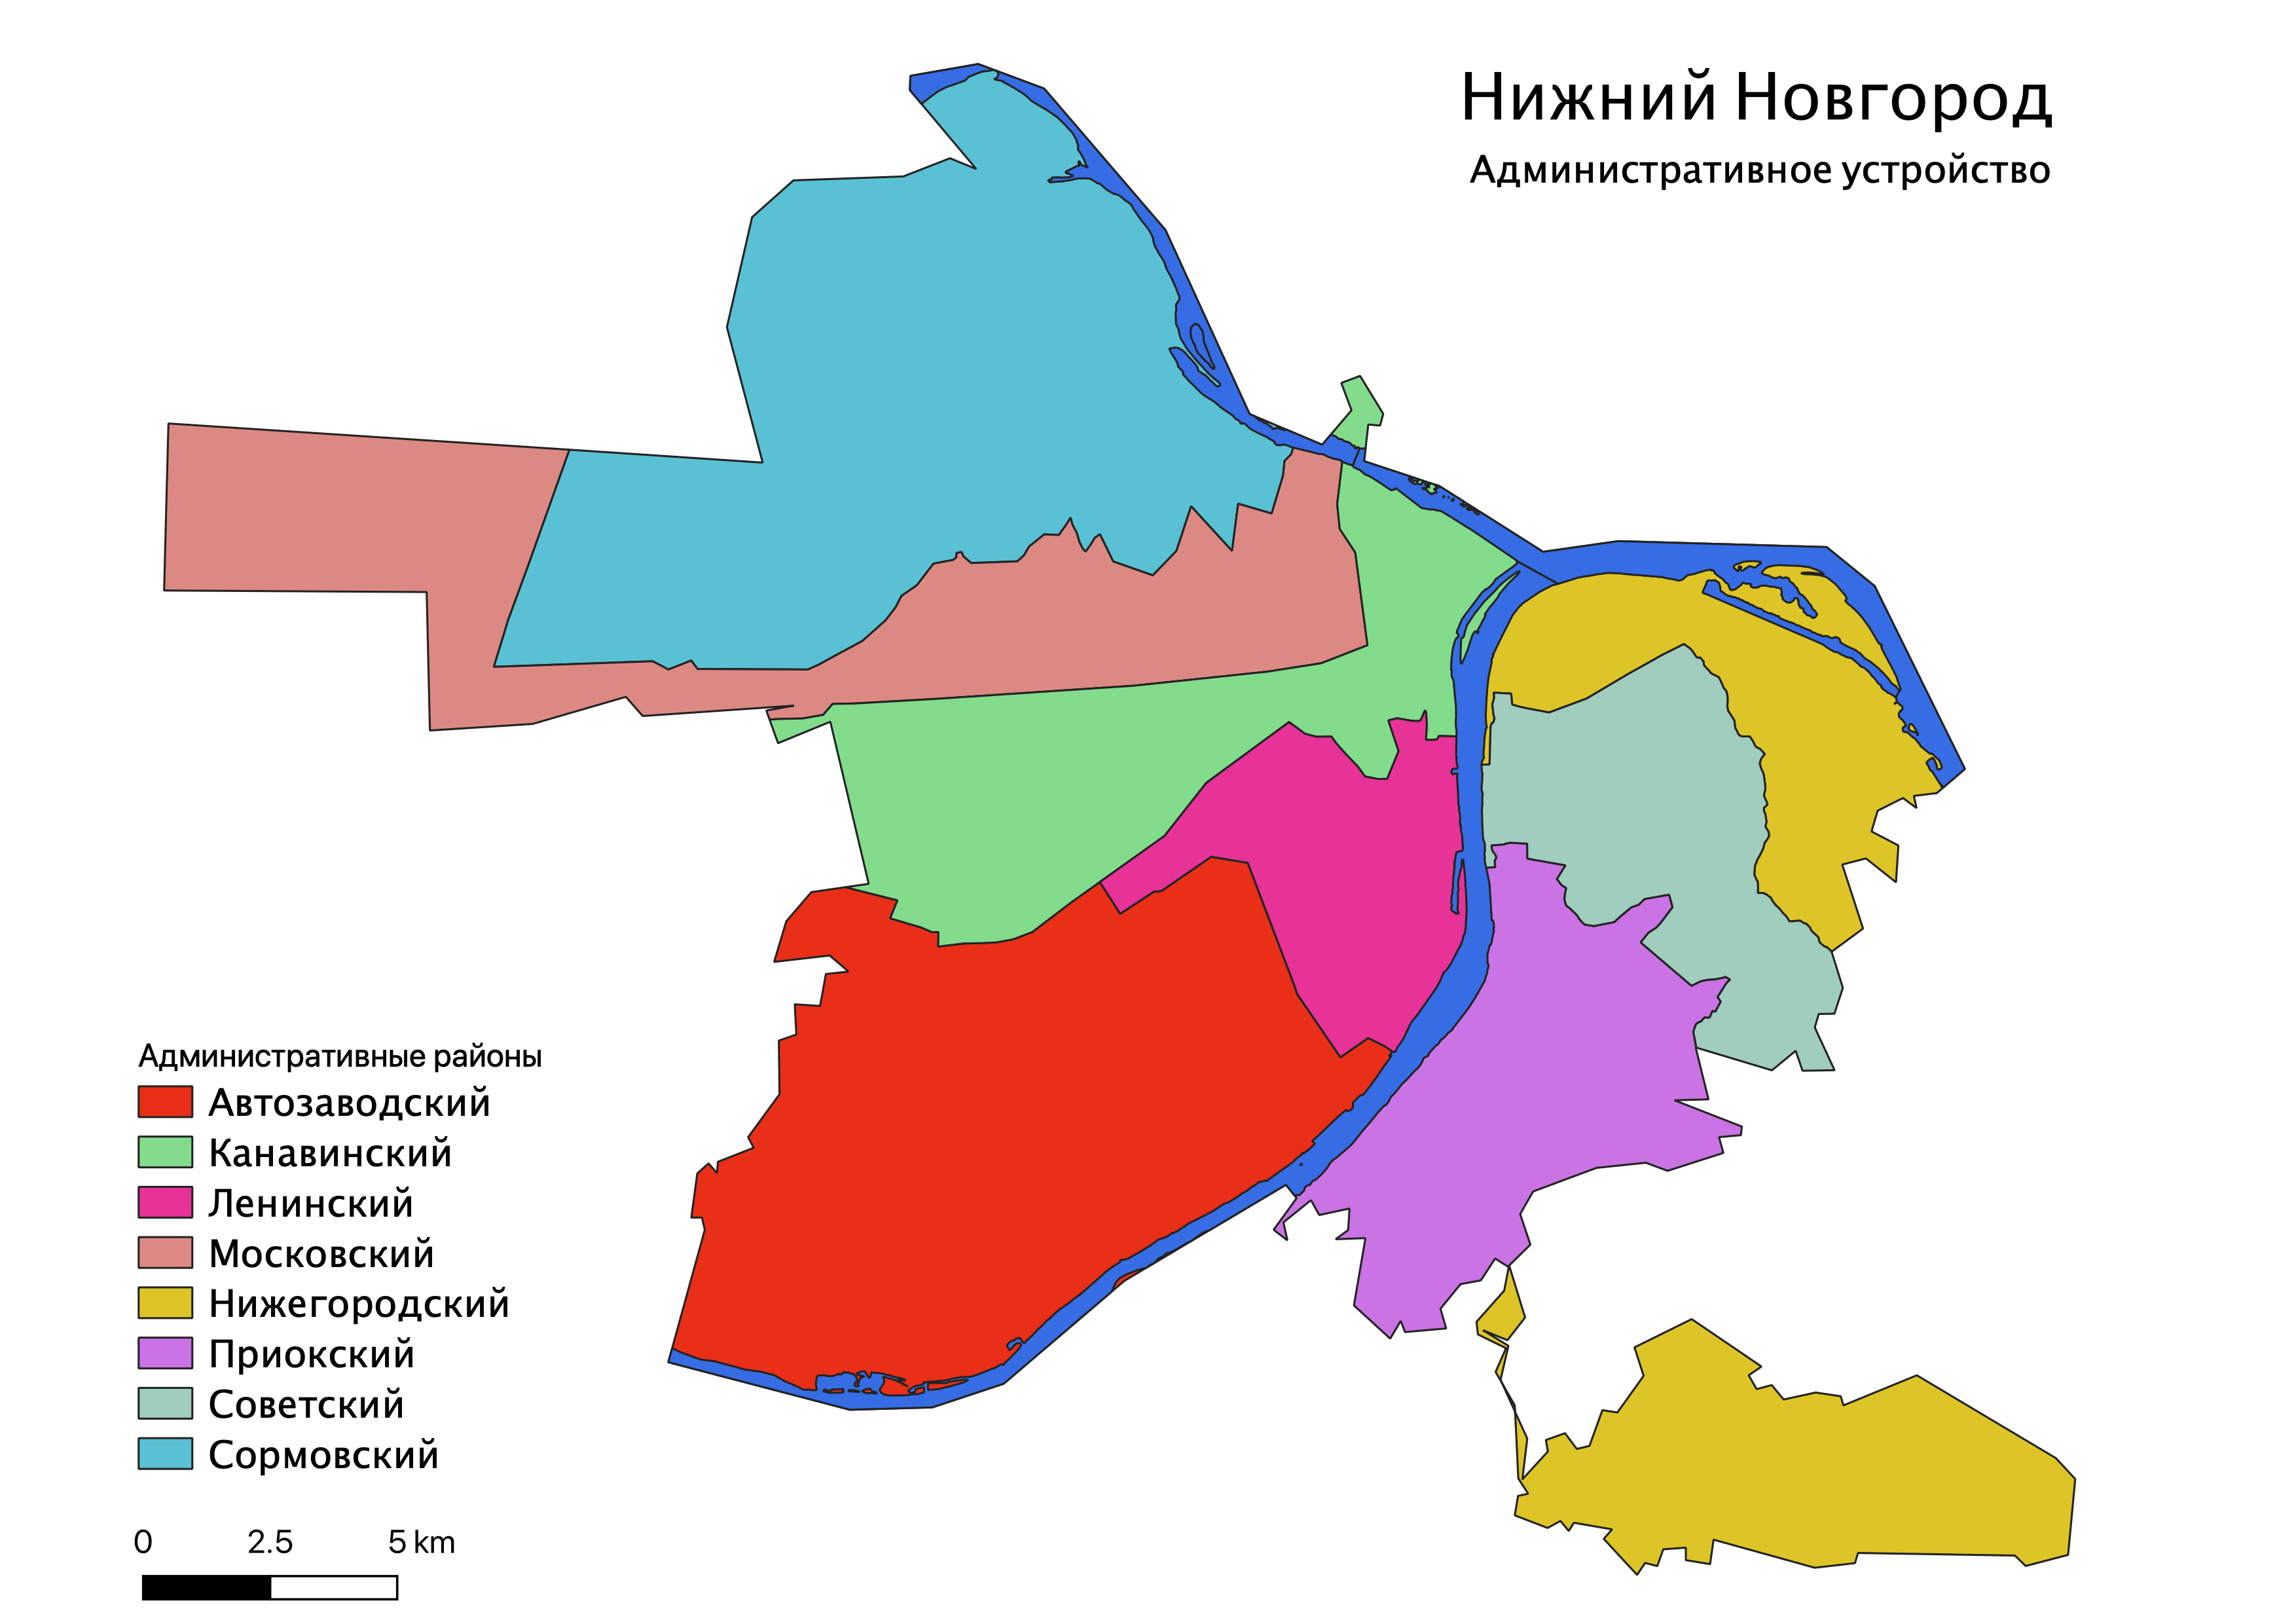 Нижний Новгород
Административное устройство
Административные районы
Автозаводский
Канавинский
Ленинский
Московский
Нижегородский
Приокский
Советский
Сормовский
0 2.5 5 km